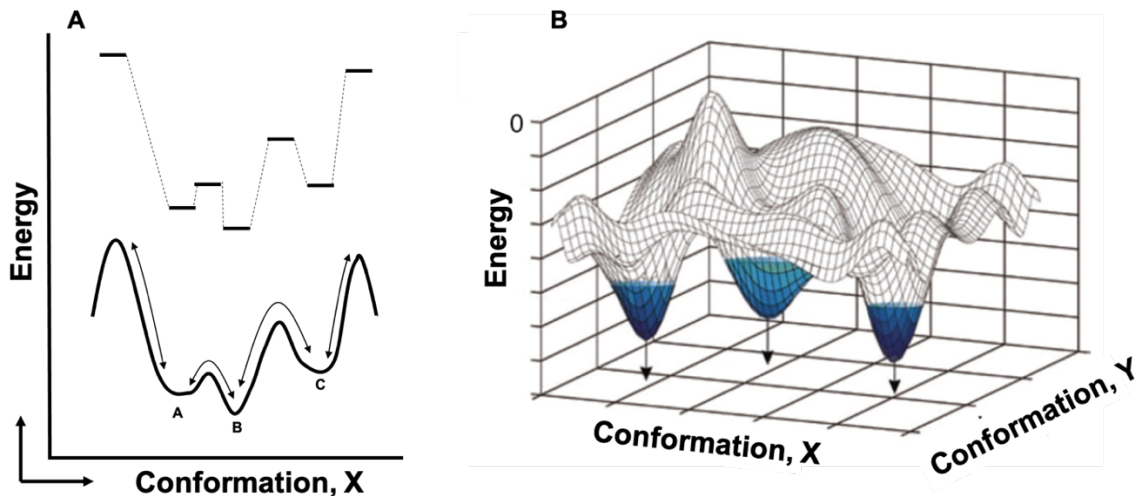 A
Energy
A
B
C
Conformation, X
B
0
Energy
Conformation, X
Conformation, Y